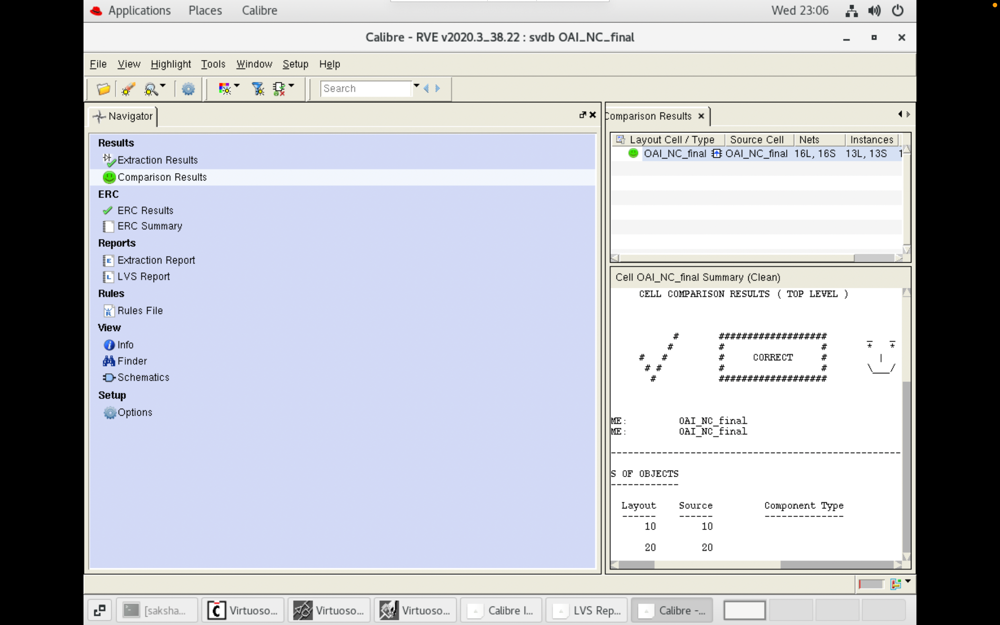 Applications Places Calibre Wed 23:06
Calibre - RVE v2020.3_38.22 : svdb OAI_NC_final
File View Highlight Tools Window Setup Help
Search
Navigator
Results
Extraction Results
Comparison Results
ERC
ERC Results
ERC Summary
Reports
Extraction Report
LVS Report
Rules
Rules File
View
Info
Finder
Schematics
Setup
Options
Comparison Results
Layout Cell / Type Source Cell Nets Instances
OAI_NC_final OAI_NC_final 16L, 16S 13L, 13S 1
Cell OAI_NC_final Summary (Clean)
CELL COMPARISON RESULTS ( TOP LEVEL )
# ################### _ _
# # # * *
# # # CORRECT # |
# # # # \___/
# ###################
ME: OAI_NC_final
ME: OAI_NC_final
---------------------------------------------------
S OF OBJECTS
------------
Layout Source Component Type
------ ------ --------------
10 10
20 20
[saksha... Virtuoso... Virtuoso... Virtuoso... Calibre I... LVS Rep... Calibre -...